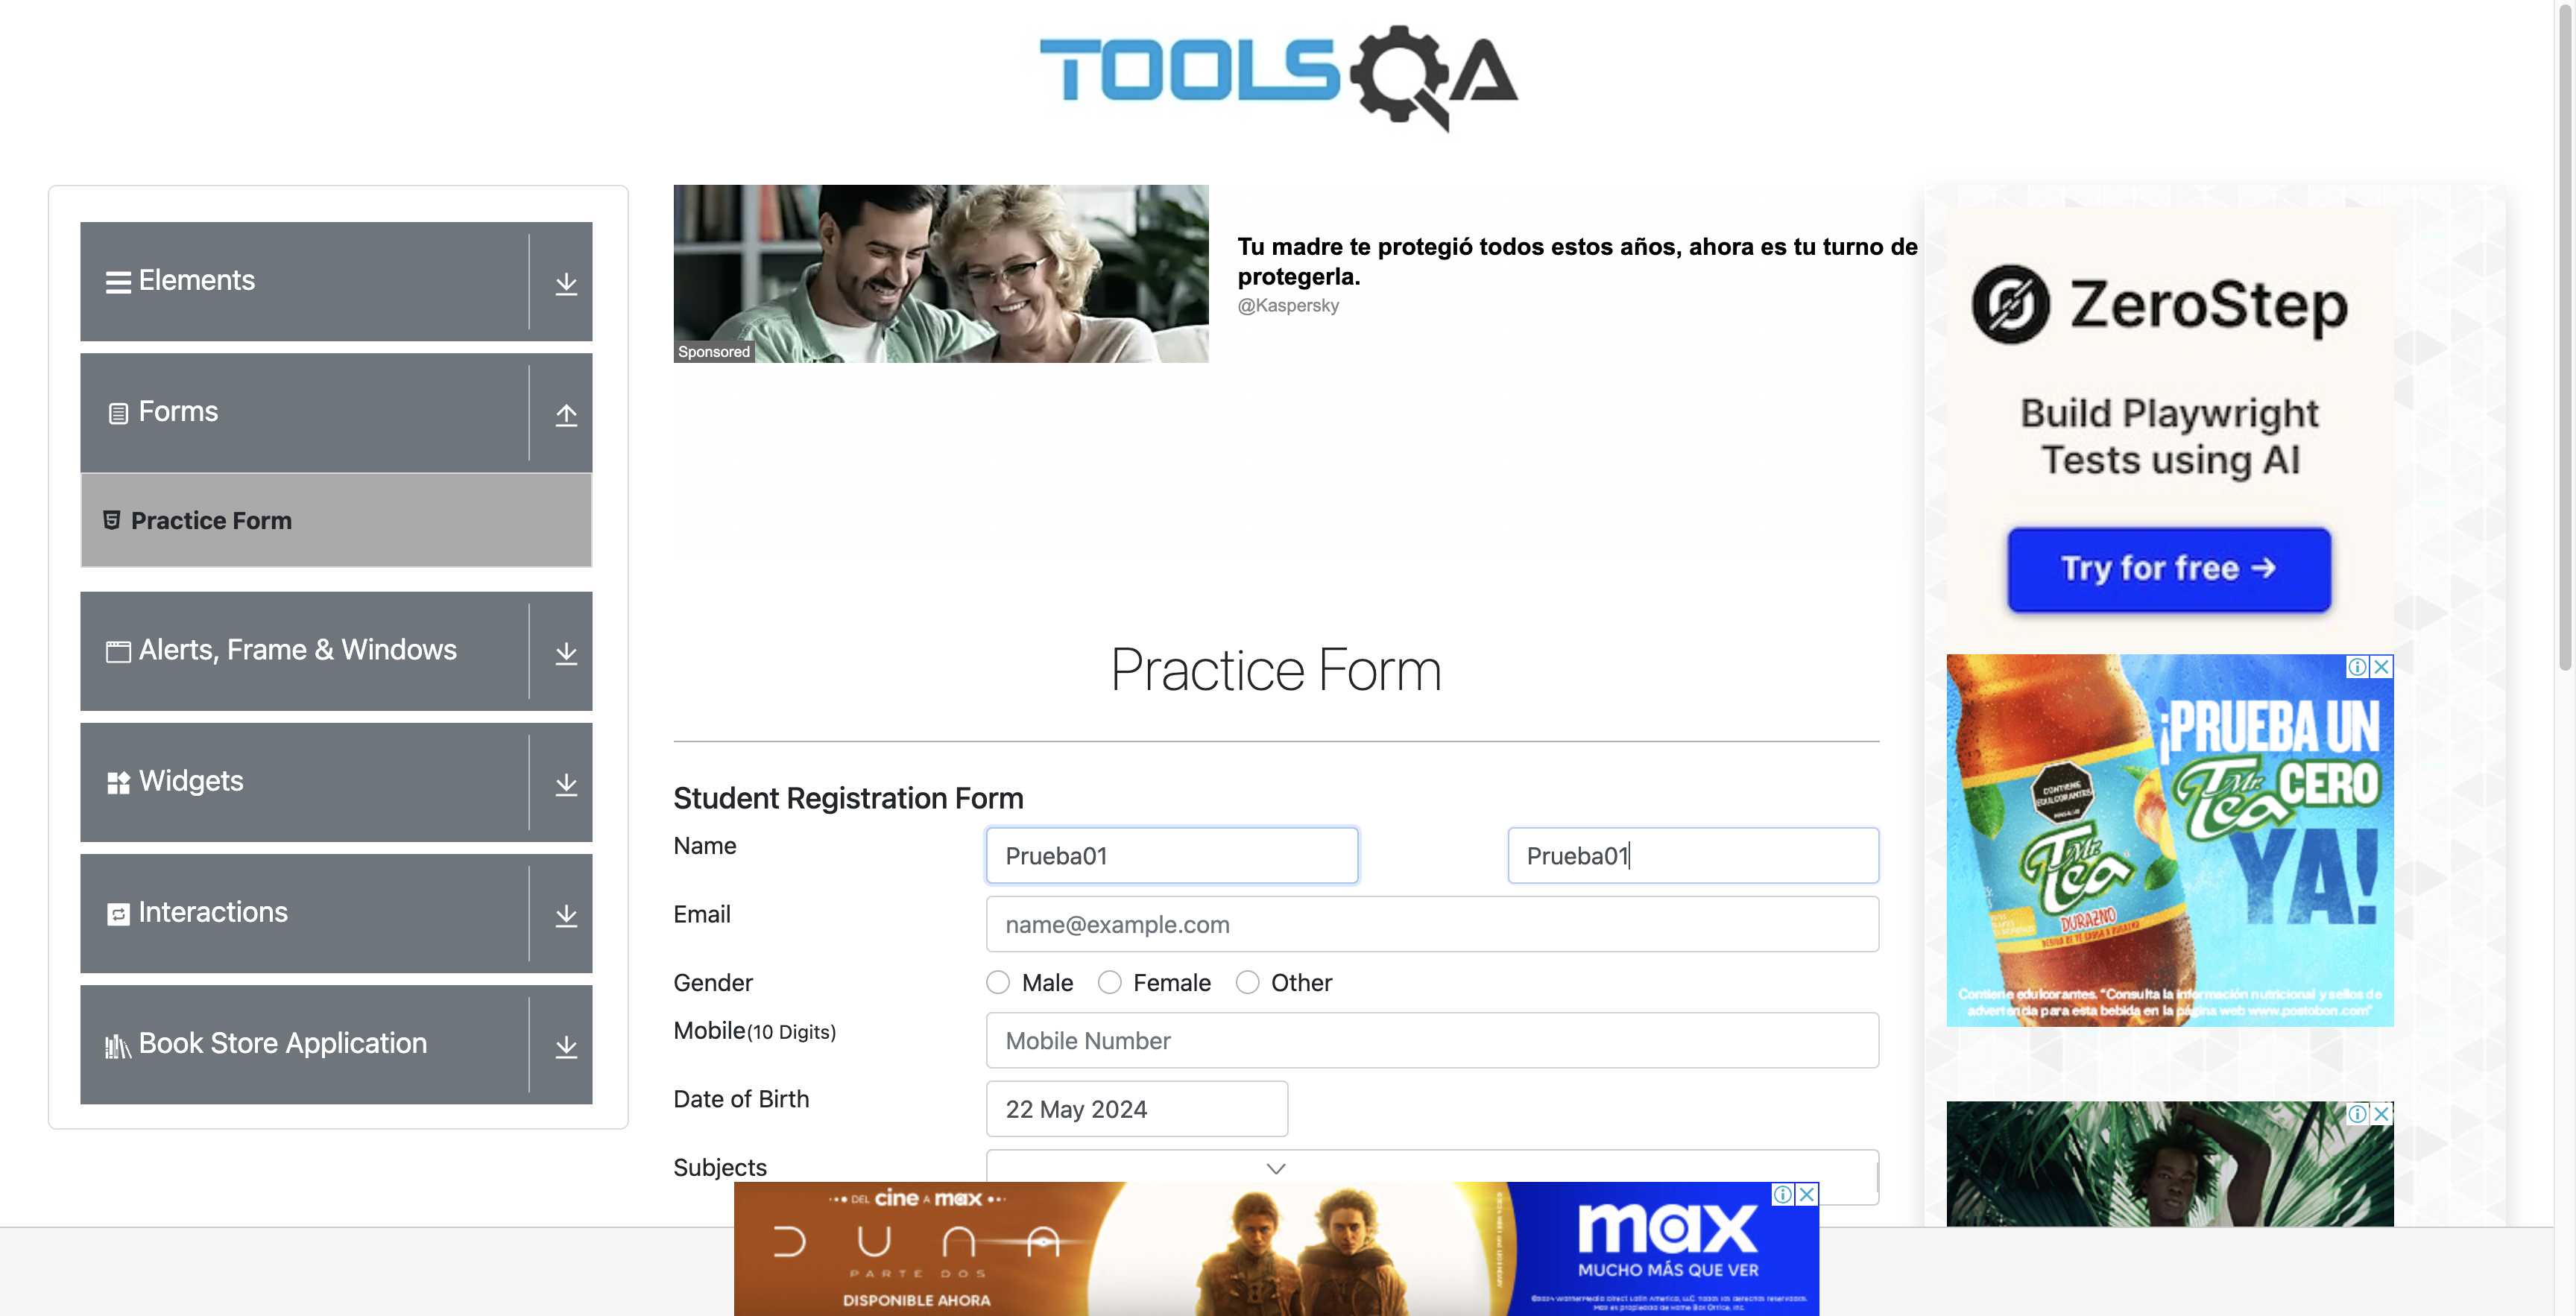 TOOLSQA
Elements
Forms
Practice Form
Alerts, Frame & Windows
Widgets
Interactions
Book Store Application
Sponsored
Tu madre te protegió todos estos años, ahora es tu turno de
protegerla.
@Kaspersky
Practice Form
Student Registration Form
Name
Prueba01
Prueba01
Email
name@example.com
Gender
Male
Female
Other
Mobile(10 Digits)
Mobile Number
Date of Birth
22 May 2024
Subjects
DEL cine A max
DUNA
PARTE DOS
DISPONIBLE AHORA
max
MUCHO MÁS QUE VER
ZeroStep
Build Playwright
Tests using AI
Try for free →
¡PRUEBA UN
Mr. Tea CERO
YA!
CONTIENE
EDULCORANTES
Mr. Tea
DURAZNO
Contiene edulcorantes. "Consulta la información nutricional y sellos de
advertencia para esta bebida en la página web www.postobon.com"